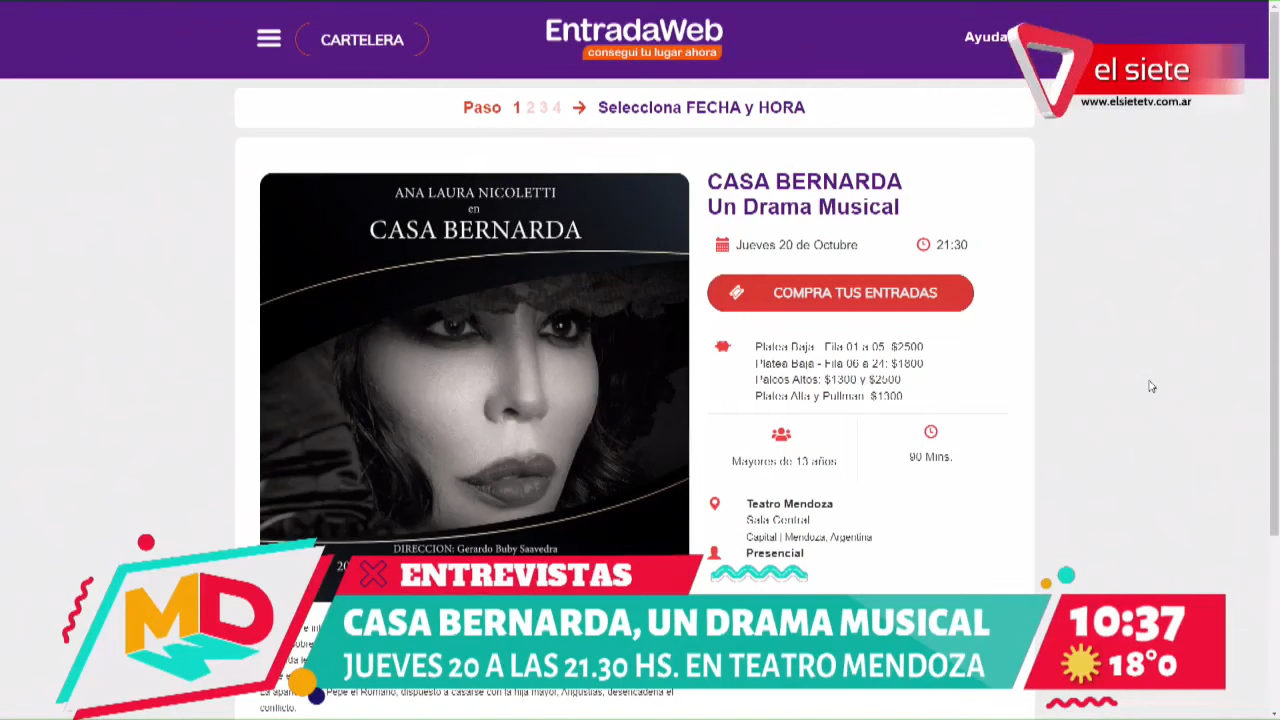 CARTELERA
EntradaWeb
conseguí tu lugar ahora
Ayuda
el siete
www.elsietetv.com.ar
Paso 1 2 3 4 → Selecciona FECHA y HORA
ANA LAURA NICOLETTI
en
CASA BERNARDA
DIRECCION: Gerardo Buby Saavedra
20
CASA BERNARDA
Un Drama Musical
Jueves 20 de Octubre
21:30
COMPRA TUS ENTRADAS
Platea Baja - Fila 01 a 05: $2500
Platea Baja - Fila 06 a 24: $1800
Palcos Altos: $1300 y $2500
Platea Alta y Pullman: $1300
Mayores de 13 años
90 Mins.
Teatro Mendoza
Sala Central
Capital | Mendoza, Argentina
Presencial
MD
ENTREVISTAS
CASA BERNARDA, UN DRAMA MUSICAL
JUEVES 20 A LAS 21.30 HS. EN TEATRO MENDOZA
10:37
18°0
Pepe el Romano, dispuesto a casarse con la hija mayor, Angustias, desencadena el
conflicto.